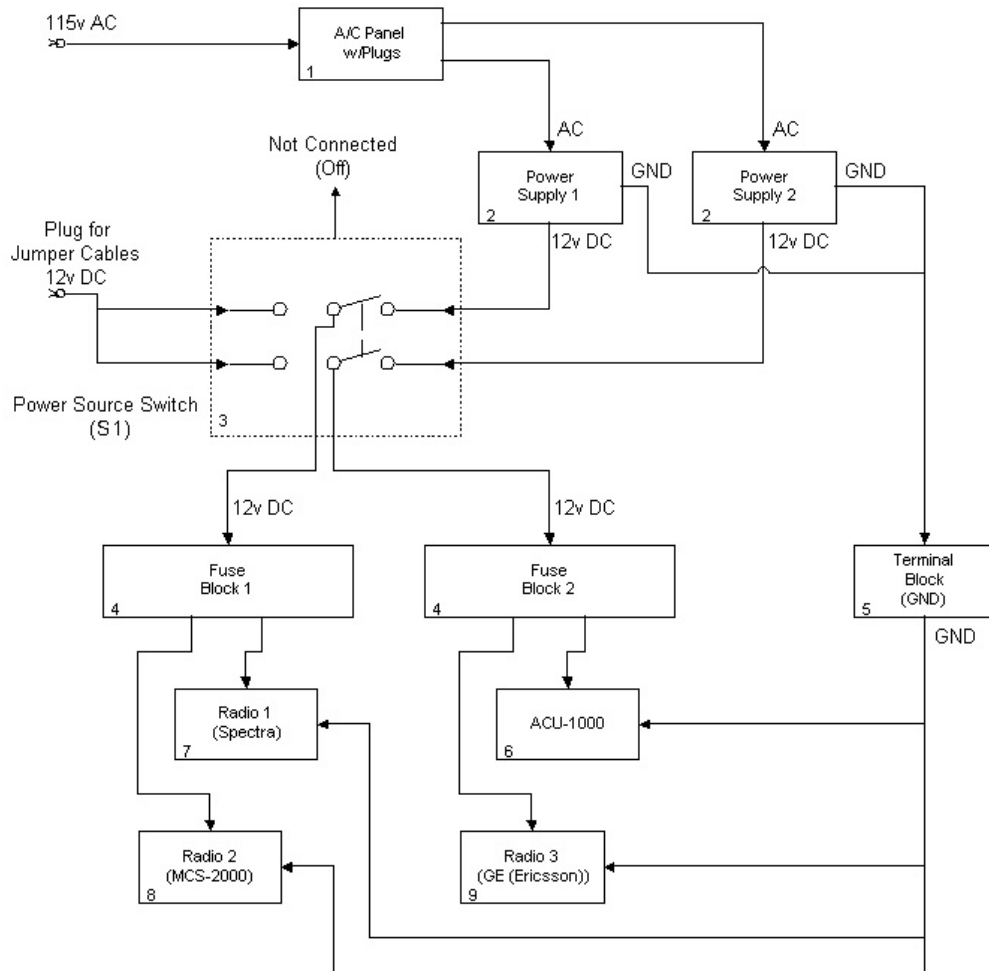 115v AC
A/C Panel
w/Plugs
1
AC
AC
Not Connected
(Off)
Power
Supply 1
2
GND
Power
Supply 2
2
GND
12v DC
12v DC
Plug for
Jumper Cables
12v DC
Power Source Switch
(S1)
3
12v DC
12v DC
Fuse
Block 1
4
Fuse
Block 2
4
Terminal
Block
(GND)
5
GND
Radio 1
(Spectra)
7
ACU-1000
6
Radio 2
(MCS-2000)
8
Radio 3
(GE (Ericsson))
9